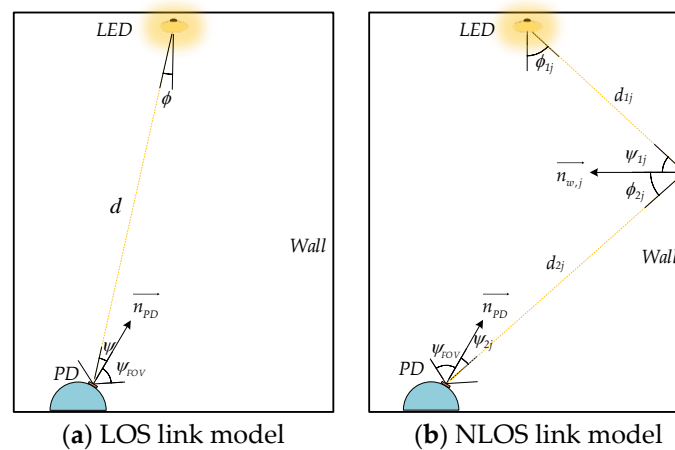 LED
ϕ
d
Wall
n_PD
ψ
ψ_FOV
PD
(a) LOS link model
LED
ϕ_1j
d_1j
ψ_1j
n_w,j
ϕ_2j
d_2j
Wall
n_PD
ψ_FOV
ψ_2j
PD
(b) NLOS link model